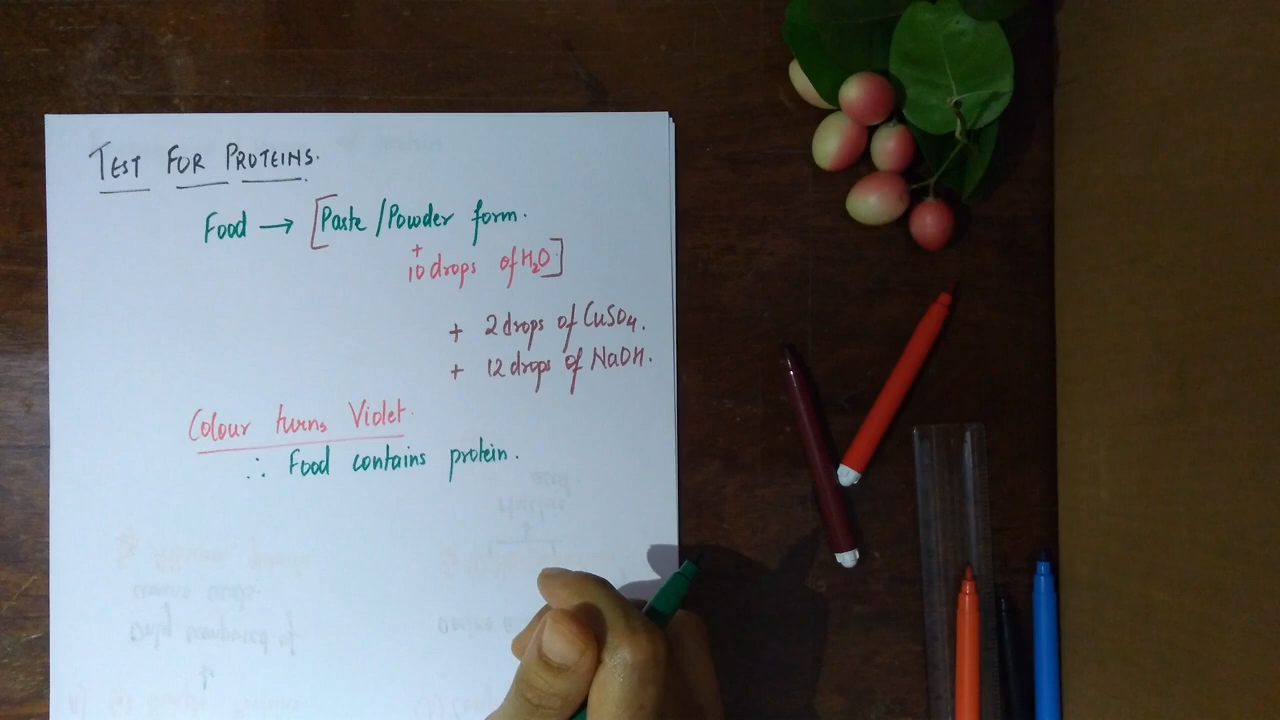 TEST FOR PROTEINS.
Food → [Paste/Powder form.
+
10 drops of H₂O]
+ 2 drops of CuSO₄.
+ 12 drops of NaOH.
Colour turns Violet.
∴ Food contains protein.